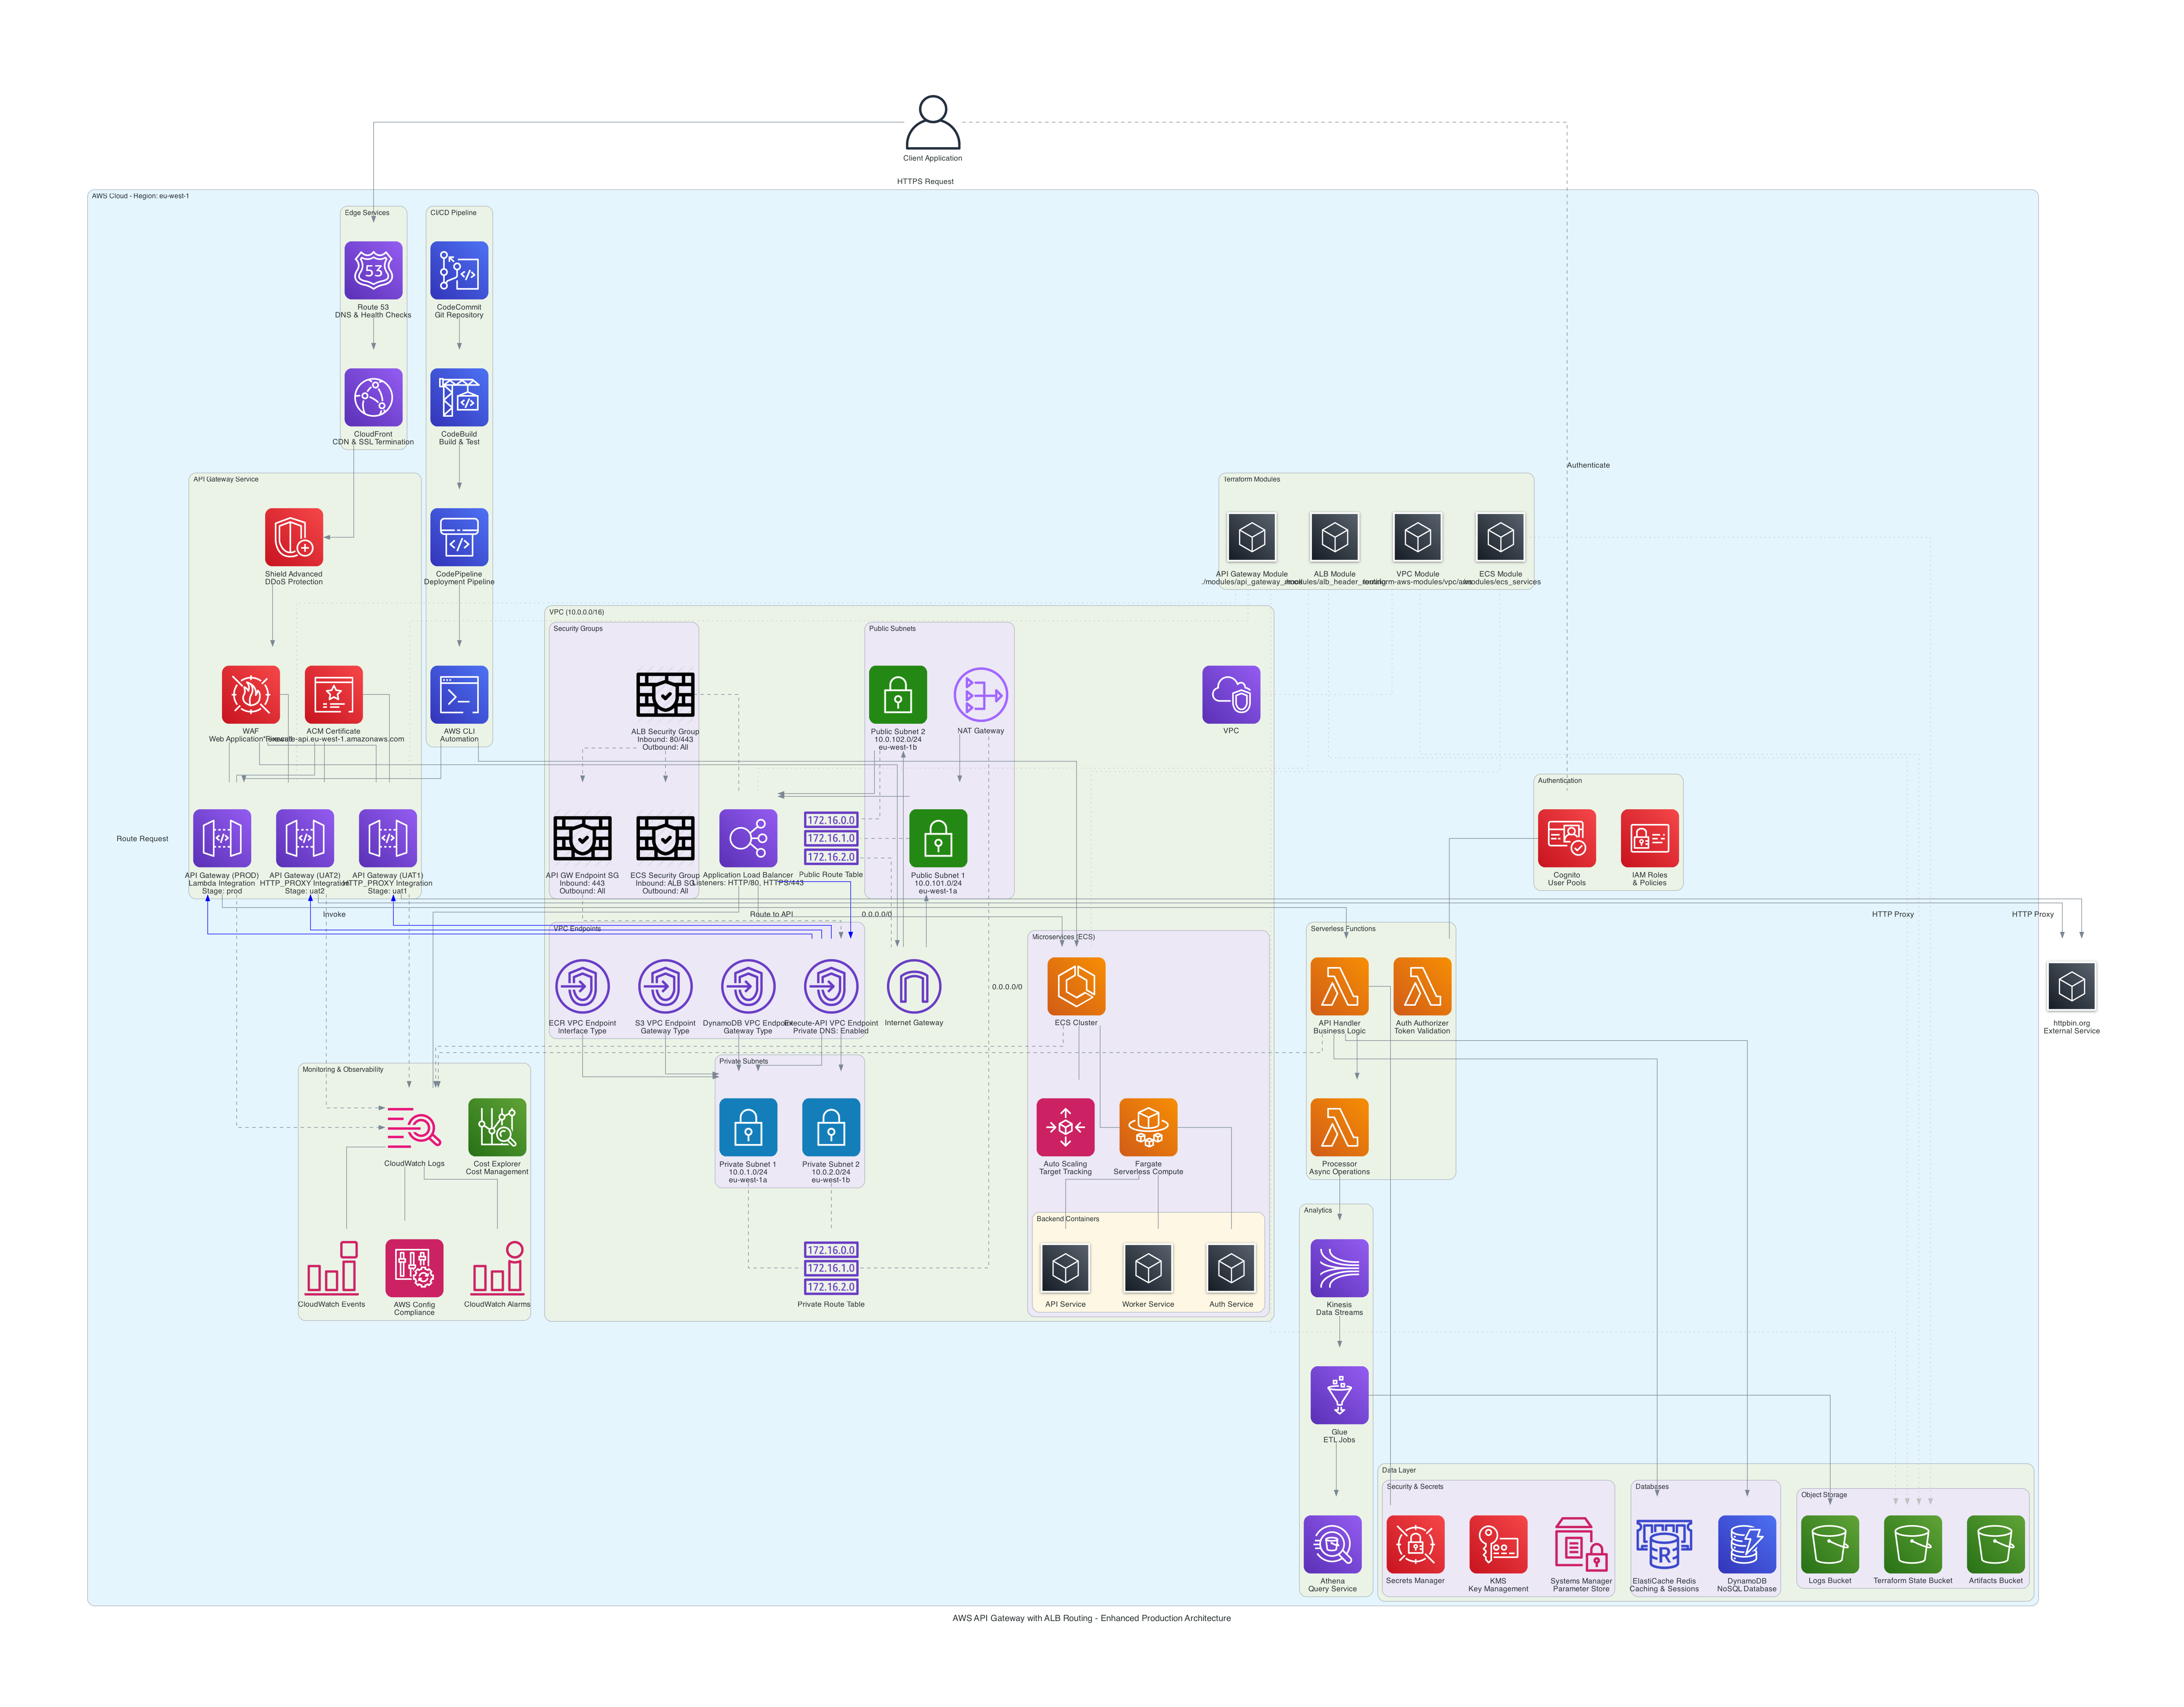 Client Application
HTTPS Request
AWS Cloud - Region: eu-west-1
Edge Services
CI/CD Pipeline
53
Route 53
DNS & Health Checks
CodeCommit
Git Repository
CloudFront
CDN & SSL Termination
CodeBuild
Build & Test
Authenticate
API Gateway Service
Terraform Modules
Shield Advanced
DDoS Protection
CodePipeline
Deployment Pipeline
API Gateway Module
./modules/api_gateway_
ALB Module
modules/alb_header_
VPC Module
terraform-aws-modules/vpc/aws
ECS Module
modules/ecs_services
VPC (10.0.0.0/16)
Security Groups
Public Subnets
WAF
Web Application Firewall
ACM Certificate
*.execute-api.eu-west-1.amazonaws.com
AWS CLI
Automation
ALB Security Group
Inbound: 80/443
Outbound: All
Public Subnet 2
10.0.102.0/24
eu-west-1b
NAT Gateway
VPC
Authentication
Route Request
API Gateway (PROD)
Lambda Integration
Stage: prod
API Gateway (UAT2)
HTTP_PROXY Integration
Stage: uat2
API Gateway (UAT1)
HTTP_PROXY Integration
Stage: uat1
API GW Endpoint SG
Inbound: 443
Outbound: All
ECS Security Group
Inbound: ALB SG
Outbound: All
Application Load Balancer
Listeners: HTTP/80, HTTPS/443
172.16.0.0
172.16.1.0
172.16.2.0
Public Route Table
Public Subnet 1
10.0.101.0/24
eu-west-1a
Cognito
User Pools
IAM Roles
& Policies
Invoke
Route to API
0.0.0.0/0
HTTP Proxy
HTTP Proxy
VPC Endpoints
Microservices (ECS)
Serverless Functions
ECR VPC Endpoint
Interface Type
S3 VPC Endpoint
Gateway Type
DynamoDB VPC Endpoint
Gateway Type
Execute-API VPC Endpoint
Private DNS: Enabled
Internet Gateway
0.0.0.0/0
ECS Cluster
API Handler
Business Logic
Auth Authorizer
Token Validation
httpbin.org
External Service
Monitoring & Observability
Private Subnets
CloudWatch Logs
Cost Explorer
Cost Management
Private Subnet 1
10.0.1.0/24
eu-west-1a
Private Subnet 2
10.0.2.0/24
eu-west-1b
Auto Scaling
Target Tracking
Fargate
Serverless Compute
Processor
Async Operations
Analytics
Backend Containers
CloudWatch Events
AWS Config
Compliance
CloudWatch Alarms
172.16.0.0
172.16.1.0
172.16.2.0
Private Route Table
API Service
Worker Service
Auth Service
Kinesis
Data Streams
Glue
ETL Jobs
Data Layer
Security & Secrets
Databases
Object Storage
R
Athena
Query Service
Secrets Manager
KMS
Key Management
Systems Manager
Parameter Store
ElastiCache Redis
Caching & Sessions
DynamoDB
NoSQL Database
Logs Bucket
Terraform State Bucket
Artifacts Bucket
AWS API Gateway with ALB Routing - Enhanced Production Architecture